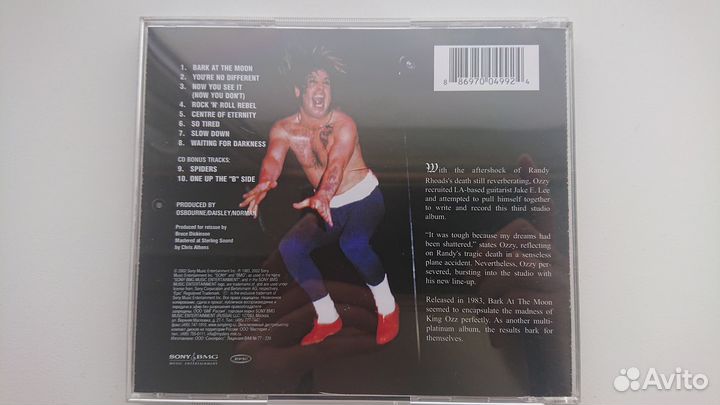 1. BARK AT THE MOON
2. YOU'RE NO DIFFERENT
3. NOW YOU SEE IT
(NOW YOU DON'T)
4. ROCK 'N' ROLL REBEL
5. CENTRE OF ETERNITY
6. SO TIRED
7. SLOW DOWN
8. WAITING FOR DARKNESS
CD BONUS TRACKS:
9. SPIDERS
10. ONE UP THE "B" SIDE
PRODUCED BY
OSBOURNE/DAISLEY/NORMAN
Produced for reissue by
Bruce Dickinson
Mastered at Sterling Sound
by Chris Athens
8 86970 04992 4
With the aftershock of Randy
Rhoads's death still reverberating, Ozzy
recruited LA-based guitarist Jake E. Lee
and attempted to pull himself together
to write and record this third studio
album.
"It was tough because my dreams had
been shattered," states Ozzy, reflecting
on Randy's tragic death in a senseless
plane accident. Nevertheless, Ozzy per-
severed, bursting into the studio with
his new line-up.
Released in 1983, Bark At The Moon
seemed to encapsulate the madness of
King Ozz perfectly. As another multi-
platinum album, the results bark for
themselves.
SONY BMG
MUSIC ENTERTAINMENT
epic
Avito